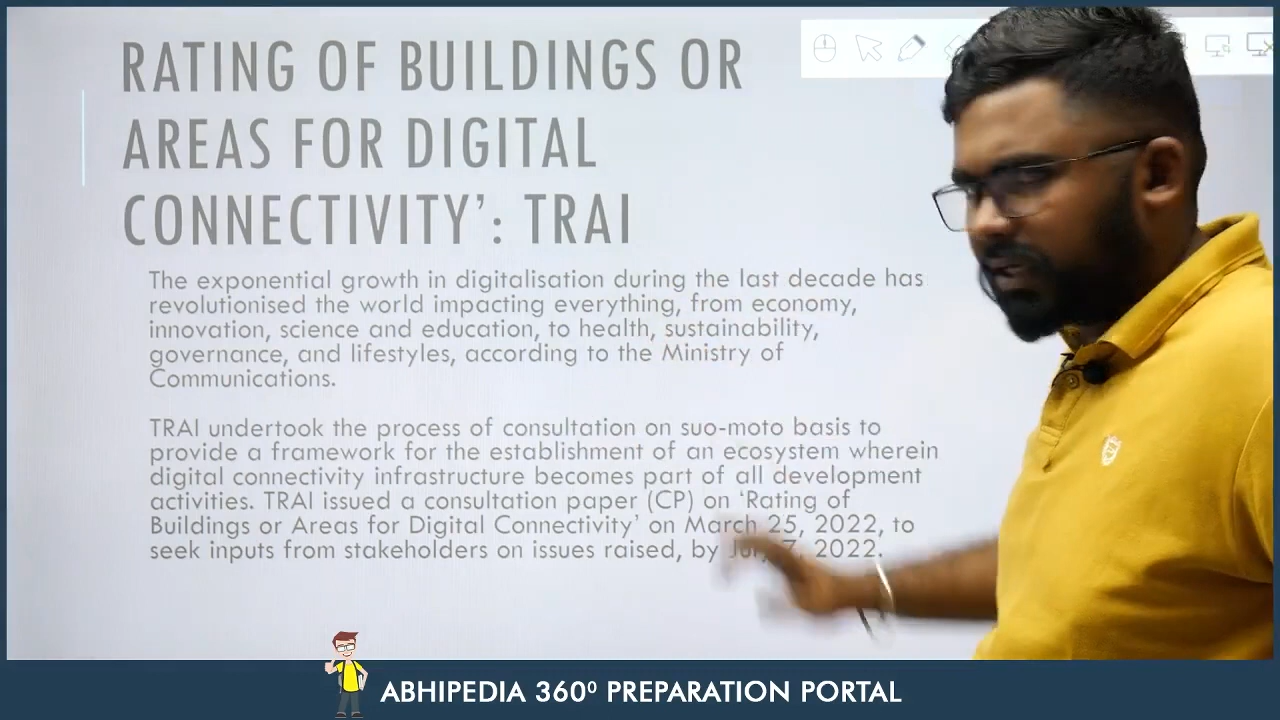 RATING OF BUILDINGS OR
AREAS FOR DIGITAL
CONNECTIVITY’: TRAI
The exponential growth in digitalisation during the last decade has
revolutionised the world impacting everything, from economy,
innovation, science and education, to health, sustainability,
governance, and lifestyles, according to the Ministry of
Communications.
TRAI undertook the process of consultation on suo-moto basis to
provide a framework for the establishment of an ecosystem wherein
digital connectivity infrastructure becomes part of all development
activities. TRAI issued a consultation paper (CP) on ‘Rating of
Buildings or Areas for Digital Connectivity’ on March 25, 2022, to
seek inputs from stakeholders on issues raised, by 7, 2022.
ABHIPEDIA 360⁰ PREPARATION PORTAL